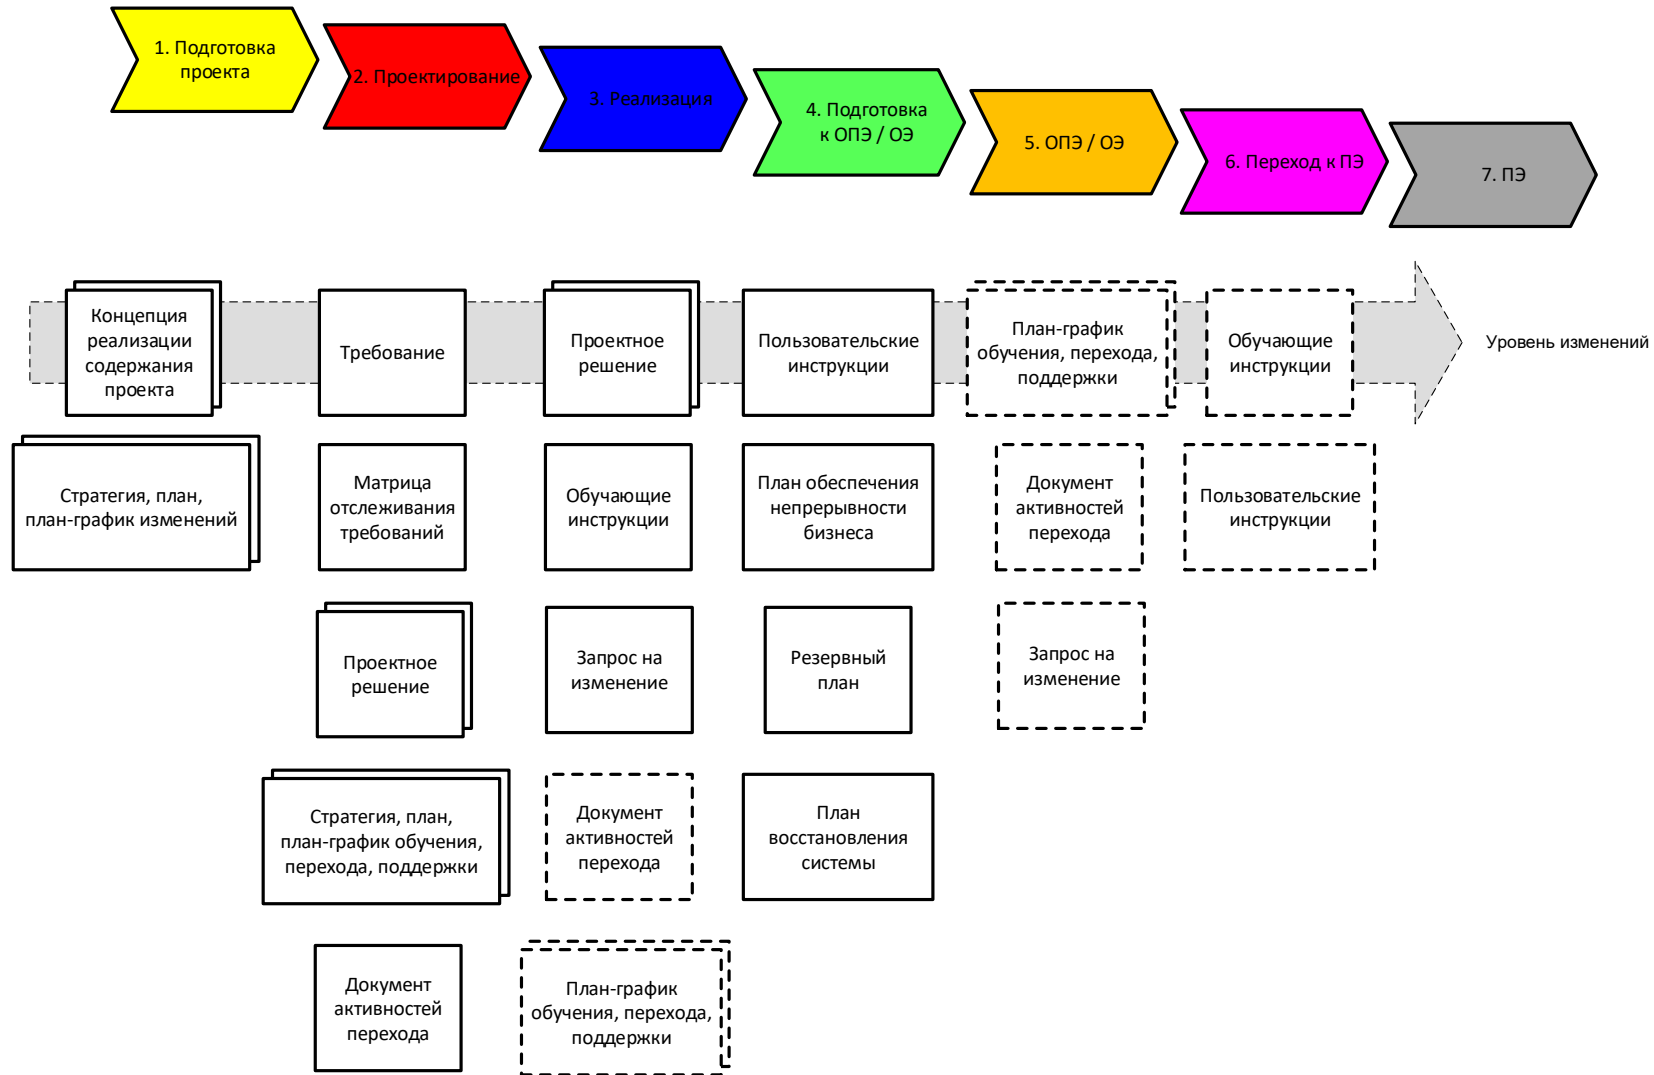 1. Подготовка
проекта
2. Проектирование
3. Реализация
4. Подготовка
к ОПЭ / ОЭ
5. ОПЭ / ОЭ
6. Переход к ПЭ
7. ПЭ
Концепция
реализации
содержания
проекта
Требование
Проектное
решение
Пользовательские
инструкции
План-график
обучения, перехода,
поддержки
Обучающие
инструкции
Уровень изменений
Стратегия, план,
план-график изменений
Матрица
отслеживания
требований
Обучающие
инструкции
План обеспечения
непрерывности
бизнеса
Документ
активностей
перехода
Пользовательские
инструкции
Проектное
решение
Запрос на
изменение
Резервный
план
Запрос на
изменение
Стратегия, план,
план-график обучения,
перехода, поддержки
Документ
активностей
перехода
План
восстановления
системы
Документ
активностей
перехода
План-график
обучения, перехода,
поддержки